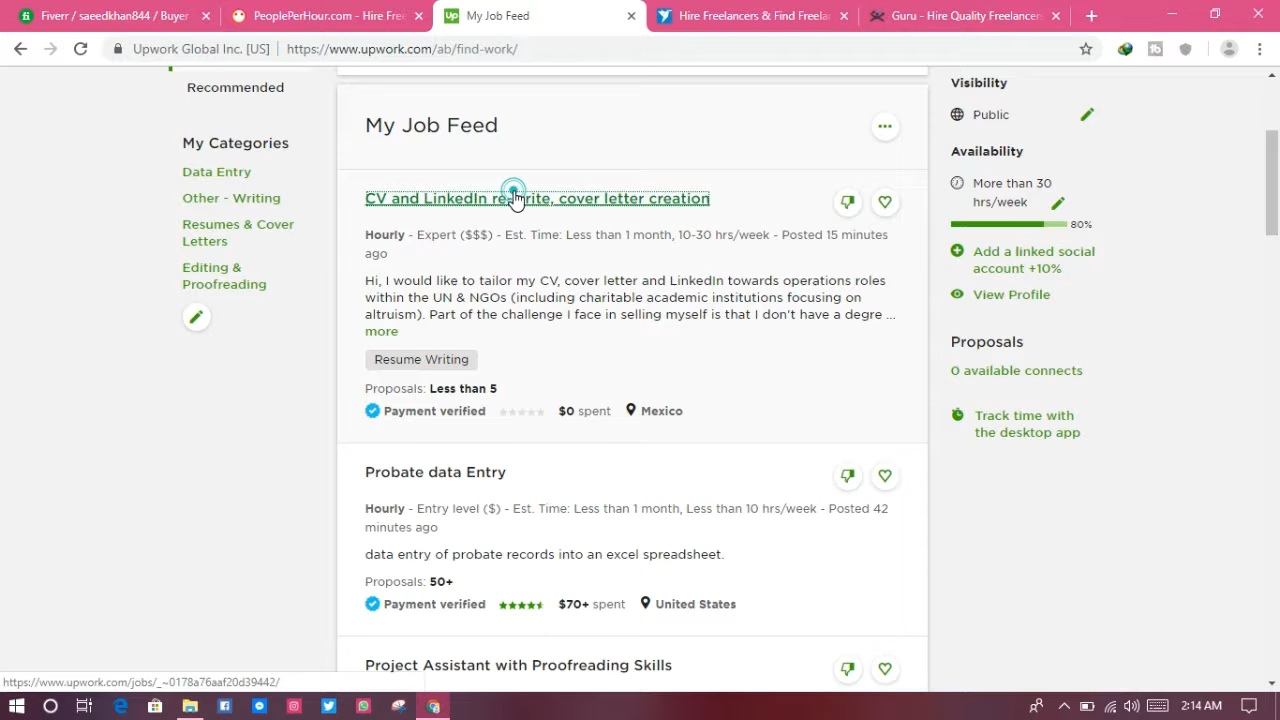 Fiverr / saeedkhan844 / Buyer
PeoplePerHour.com - Hire Free
My Job Feed
Hire Freelancers & Find Freela
Guru - Hire Quality Freelancers
Upwork Global Inc. [US]
https://www.upwork.com/ab/find-work/
Recommended
My Categories
Data Entry
Other - Writing
Resumes & Cover
Letters
Editing &
Proofreading
My Job Feed
CV and LinkedIn rewrite, cover letter creation
Hourly - Expert ($$$) - Est. Time: Less than 1 month, 10-30 hrs/week - Posted 15 minutes
ago
Hi, I would like to tailor my CV, cover letter and LinkedIn towards operations roles
within the UN & NGOs (including charitable academic institutions focusing on
altruism). Part of the challenge I face in selling myself is that I don't have a degre ...
more
Resume Writing
Proposals: Less than 5
Payment verified $0 spent Mexico
Probate data Entry
Hourly - Entry level ($) - Est. Time: Less than 1 month, Less than 10 hrs/week - Posted 42
minutes ago
data entry of probate records into an excel spreadsheet.
Proposals: 50+
Payment verified $70+ spent United States
Project Assistant with Proofreading Skills
Visibility
Public
Availability
More than 30
hrs/week
80%
Add a linked social
account +10%
View Profile
Proposals
0 available connects
Track time with
the desktop app
https://www.upwork.com/jobs/_~0178a76aaf20d39442/
2:14 AM